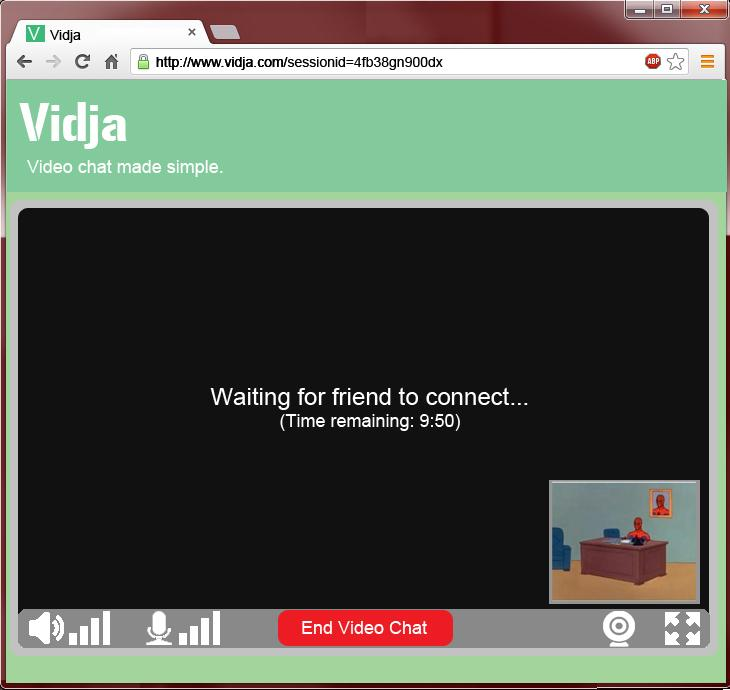 V Vidja
http://www.vidja.com/sessionid=4fb38gn900dx
ABP
Vidja
Video chat made simple.
Waiting for friend to connect...
(Time remaining: 9:50)
End Video Chat